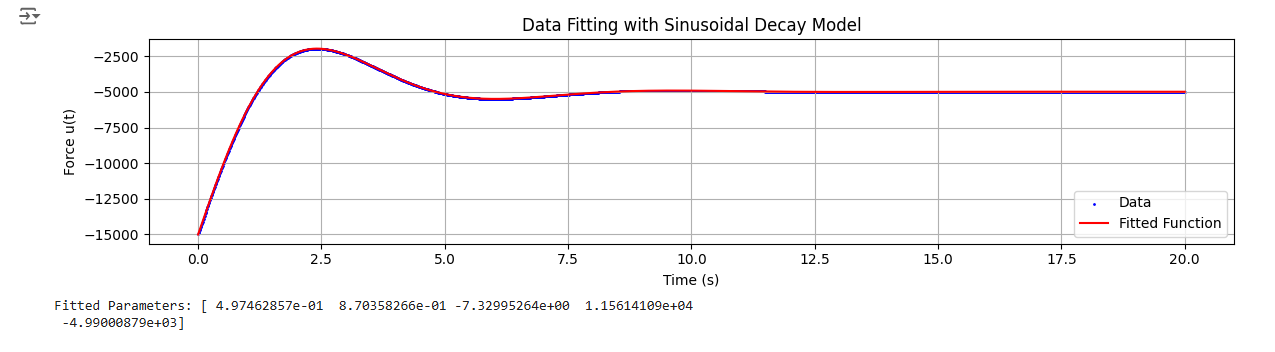 Data Fitting with Sinusoidal Decay Model
−2500
−5000
−7500
−10000
−12500
−15000
Force u(t)
Data
Fitted Function
0.0 2.5 5.0 7.5 10.0 12.5 15.0 17.5 20.0
Time (s)
Fitted Parameters: [ 4.97462857e-01  8.70358266e-01 -7.32995264e+00  1.15614109e+04
 -4.99000879e+03]